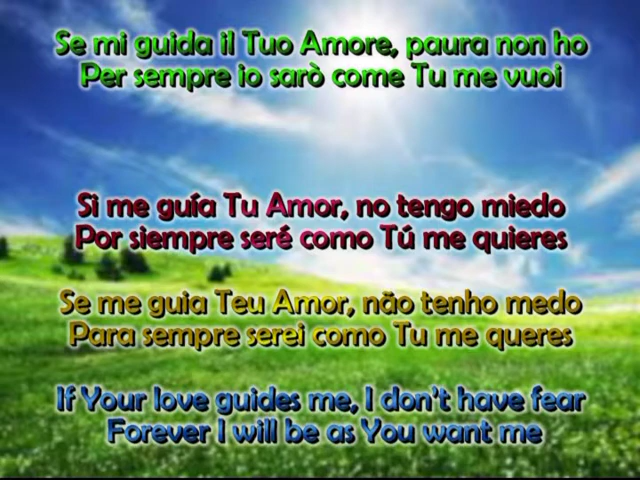 Se mi guida il Tuo Amore, paura non ho
Per sempre io sarò come Tu me vuoi
Si me guía Tu Amor, no tengo miedo
Por siempre seré como Tú me quieres
Se me guia Teu Amor, não tenho medo
Para sempre serei como Tu me queres
If Your love guides me, I don't have fear
Forever I will be as You want me